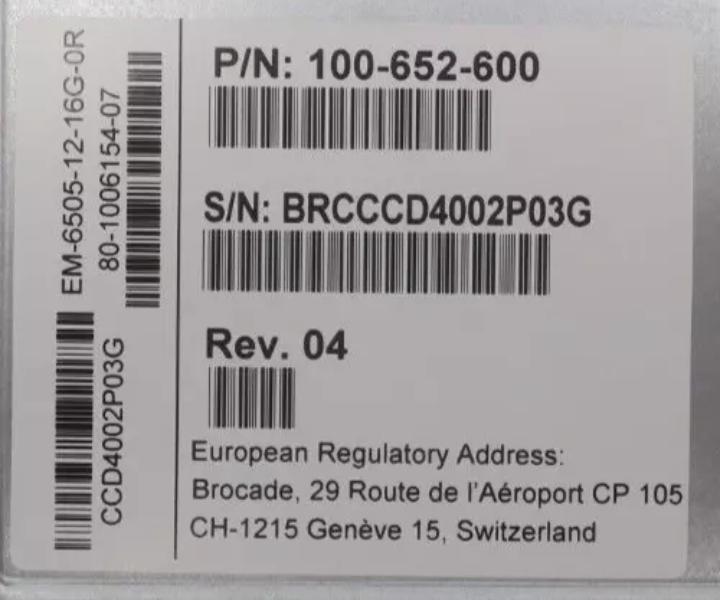 EM-6505-12-16G-0R
80-1006154-07
CCD4002P03G
P/N: 100-652-600
S/N: BRCCCD4002P03G
Rev. 04
European Regulatory Address:
Brocade, 29 Route de l'Aéroport CP 105
CH-1215 Genève 15, Switzerland